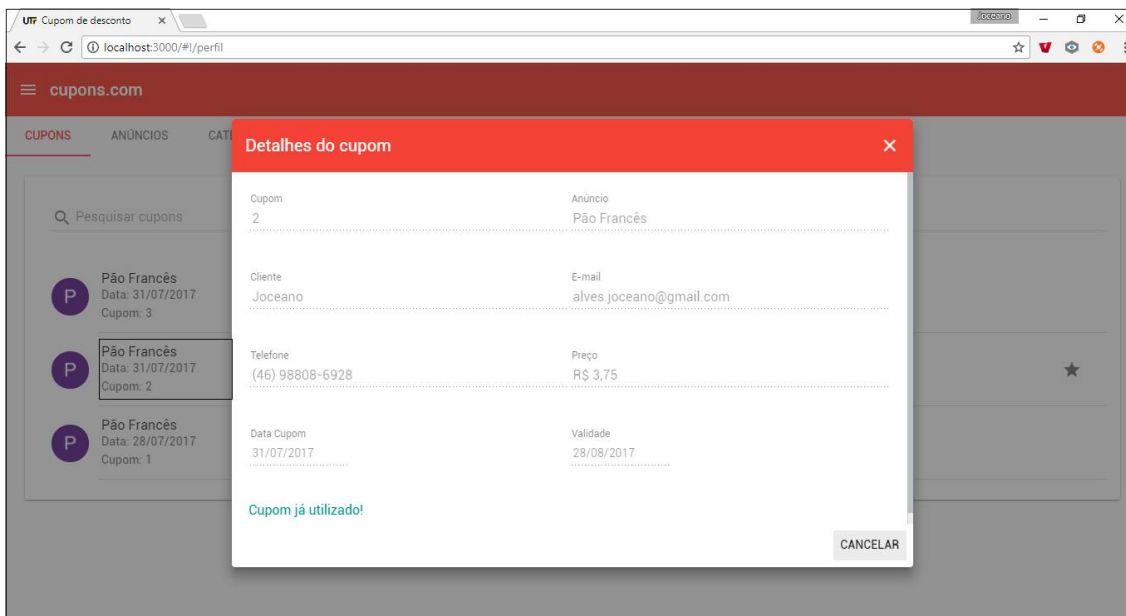 UTF Cupom de desconto
Joceano
localhost:3000/#!/perfil
cupons.com
CUPONS ANÚNCIOS CATE
Detalhes do cupom
Pesquisar cupons
Pão Francês
Data: 31/07/2017
Cupom: 3
P
Pão Francês
Data: 31/07/2017
Cupom: 2
P
Pão Francês
Data: 28/07/2017
Cupom: 1
P
Cupom Anúncio
2 Pão Francês
Cliente E-mail
Joceano alves.joceano@gmail.com
Telefone Preço
(46) 98808-6928 R$ 3,75
Data Cupom Validade
31/07/2017 28/08/2017
Cupom já utilizado!
CANCELAR